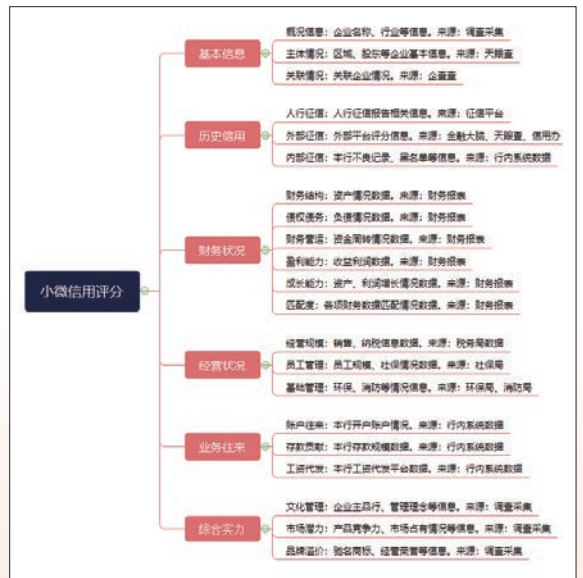 小微信用评分
基本信息
概况信息：企业名称、行业等信息。来源：调查采集
主体情况：区域、股东等企业基本信息。来源：天眼查
关联情况：关联企业情况。来源：企查查
历史信用
人行征信：人行征信报告相关信息。来源：征信平台
外部征信：外部平台评分信息。来源：金融大脑、天眼查、信用办
内部征信：本行不良记录、黑名单等信息。来源：行内系统数据
财务状况
财务结构：资产情况数据。来源：财务报表
债权债务：负债情况数据。来源：财务报表
财务营运：资金周转情况数据。来源：财务报表
盈利能力：收益利润数据。来源：财务报表
成长能力：资产、利润增长情况数据。来源：财务报表
匹配度：各项财务数据匹配情况数据。来源：财务报表
经营状况
经营规模：销售、纳税信息数据。来源：税务局数据
员工管理：员工规模、社保情况数据。来源：社保局
基础管理：环保、消防等情况信息。来源：环保局、消防局
业务往来
账户往来：本行开户账户情况。来源：行内系统数据
存款贡献：本行存款规模数据。来源：行内系统数据
工资代发：本行工资代发平台数据。来源：行内系统数据
综合实力
文化管理：企业主品行、管理理念等信息。来源：调查采集
市场潜力：产品竞争力、市场占有情况等信息。来源：调查采集
品牌溢价：驰名商标、经营荣誉等信息。来源：调查采集